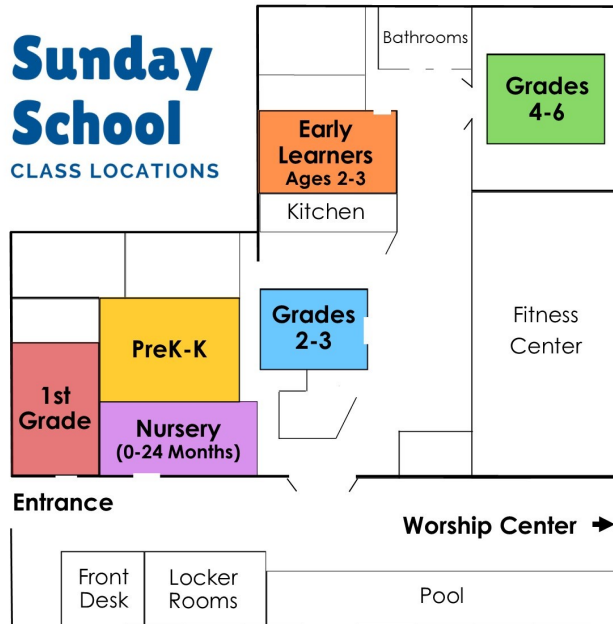 Sunday
School
CLASS LOCATIONS
Bathrooms
Grades
4-6
Early
Learners
Ages 2-3
Kitchen
Grades
2-3
Fitness
Center
PreK-K
1st
Grade
Nursery
(0-24 Months)
Entrance
Worship Center
Front
Desk
Locker
Rooms
Pool